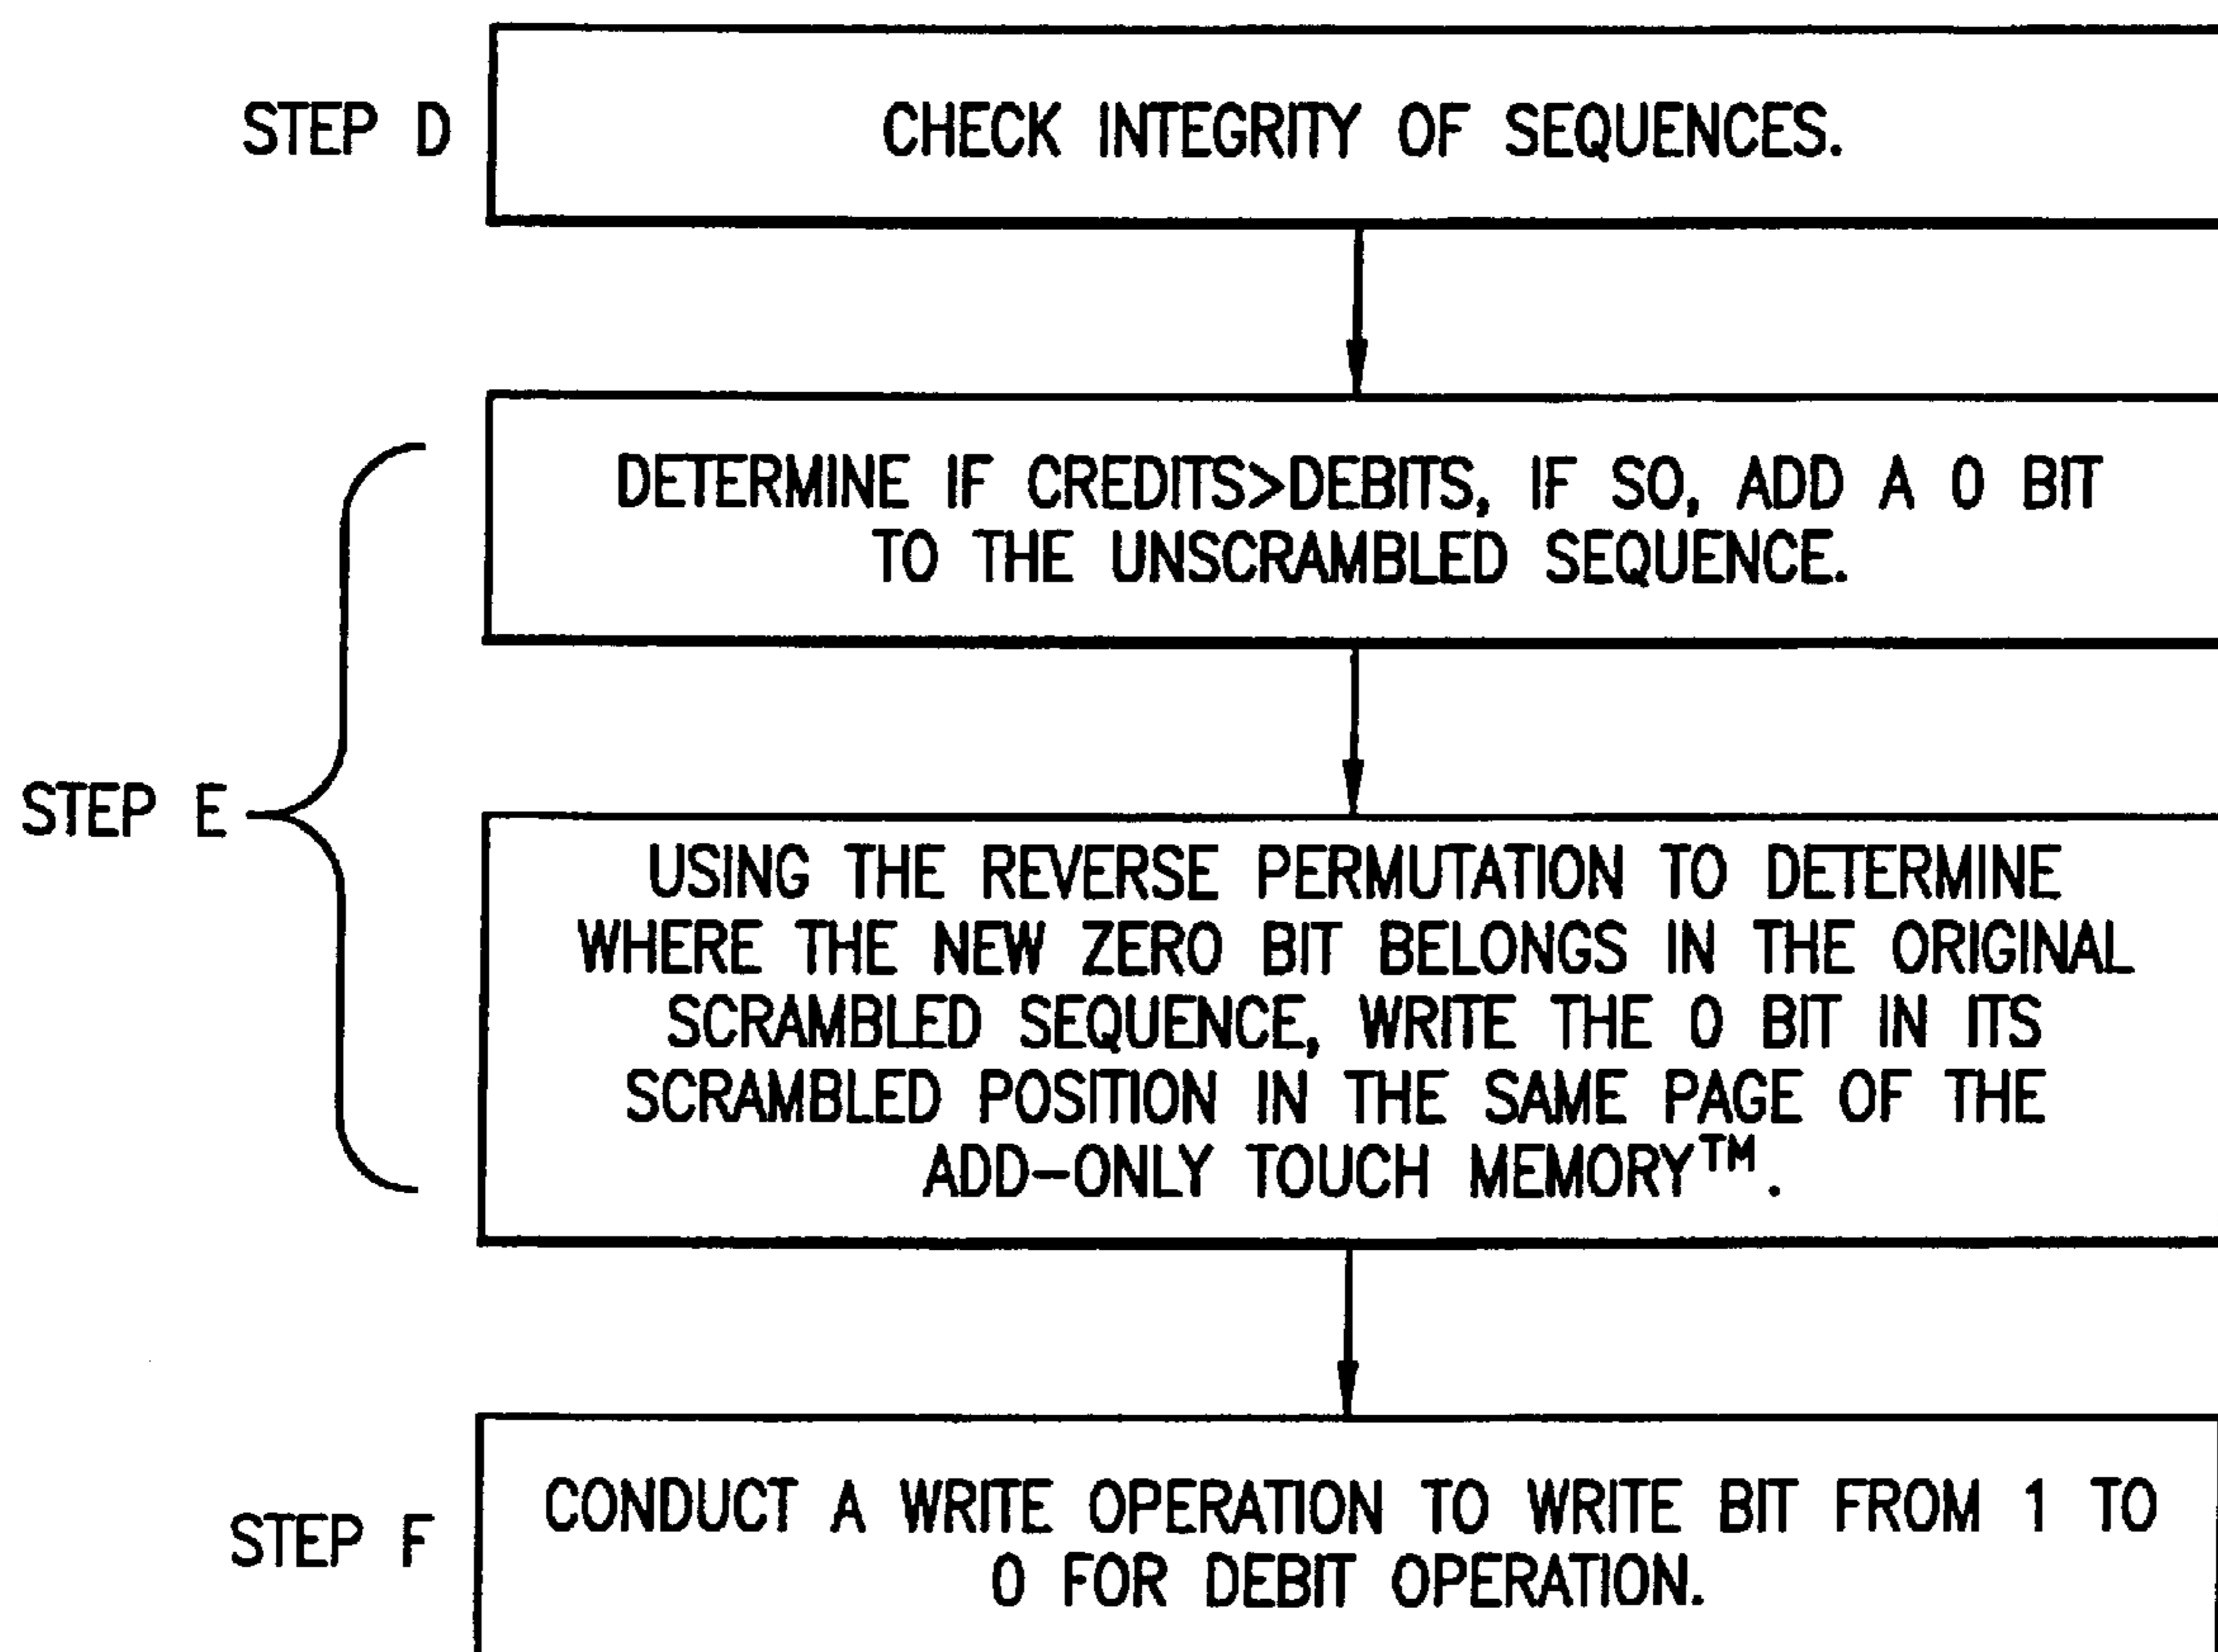 STEP D
CHECK INTEGRITY OF SEQUENCES.
DETERMINE IF CREDITS>DEBITS, IF SO, ADD A 0 BIT
TO THE UNSCRAMBLED SEQUENCE.
STEP E
USING THE REVERSE PERMUTATION TO DETERMINE
WHERE THE NEW ZERO BIT BELONGS IN THE ORIGINAL
SCRAMBLED SEQUENCE, WRITE THE 0 BIT IN ITS
SCRAMBLED POSITION IN THE SAME PAGE OF THE
ADD-ONLY TOUCH MEMORY™.
STEP F
CONDUCT A WRITE OPERATION TO WRITE BIT FROM 1 TO
0 FOR DEBIT OPERATION.